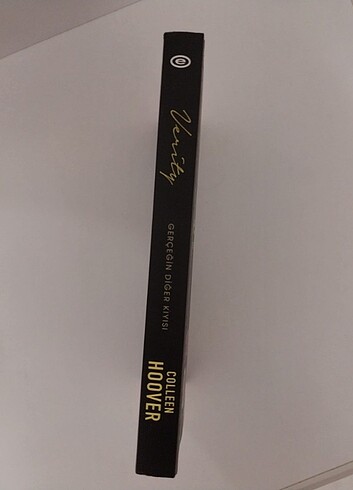 e
Verity
GERÇEĞİN DİĞER KIYISI
COLLEEN
HOOVER